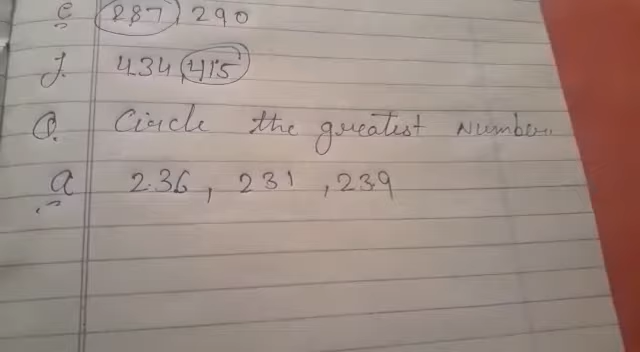 e 287, 290
f. 434, 415
Q. Circle the greatest Number.
a 236, 231, 239